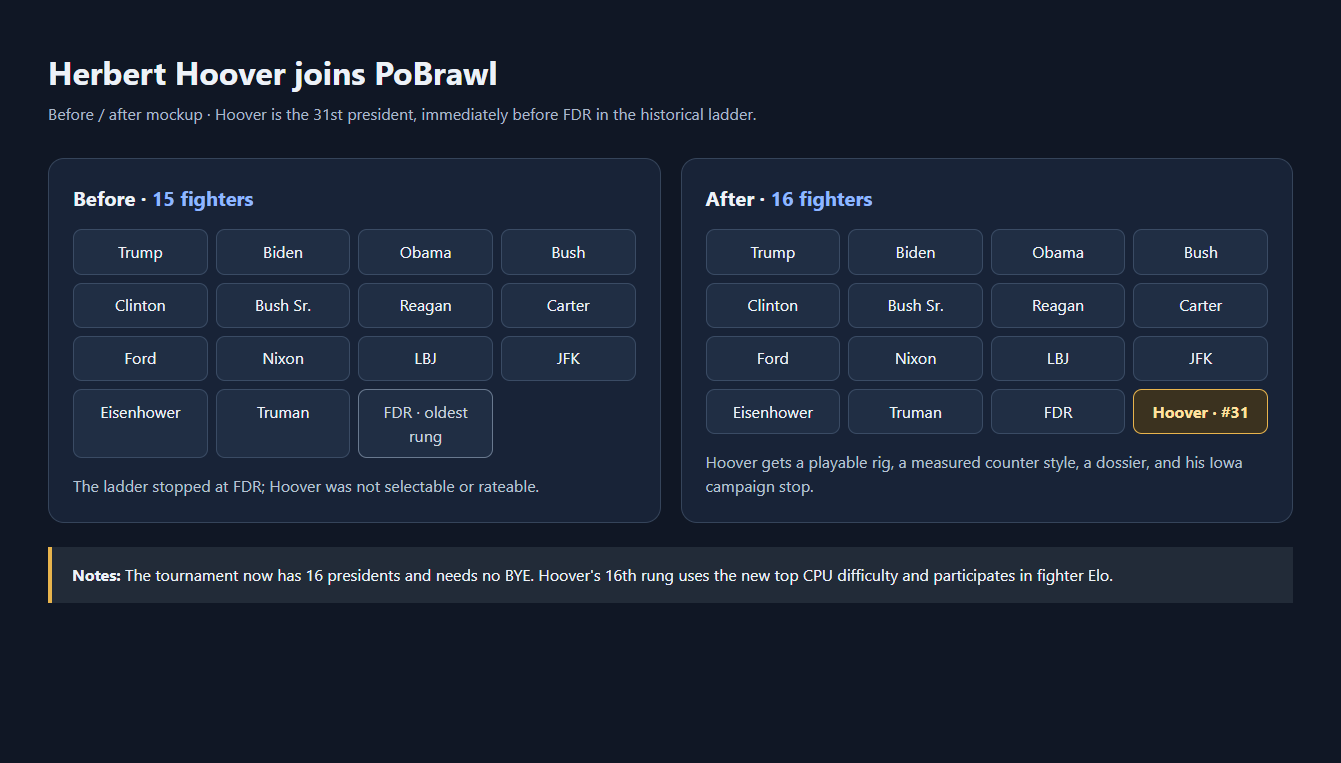 Herbert Hoover joins PoBrawl
Before / after mockup · Hoover is the 31st president, immediately before FDR in the historical ladder.
Before · 15 fighters
Trump
Biden
Obama
Bush
Clinton
Bush Sr.
Reagan
Carter
Ford
Nixon
LBJ
JFK
Eisenhower
Truman
FDR · oldest
rung
The ladder stopped at FDR; Hoover was not selectable or rateable.
After · 16 fighters
Trump
Biden
Obama
Bush
Clinton
Bush Sr.
Reagan
Carter
Ford
Nixon
LBJ
JFK
Eisenhower
Truman
FDR
Hoover · #31
Hoover gets a playable rig, a measured counter style, a dossier, and his Iowa
campaign stop.
Notes: The tournament now has 16 presidents and needs no BYE. Hoover's 16th rung uses the new top CPU difficulty and participates in fighter Elo.